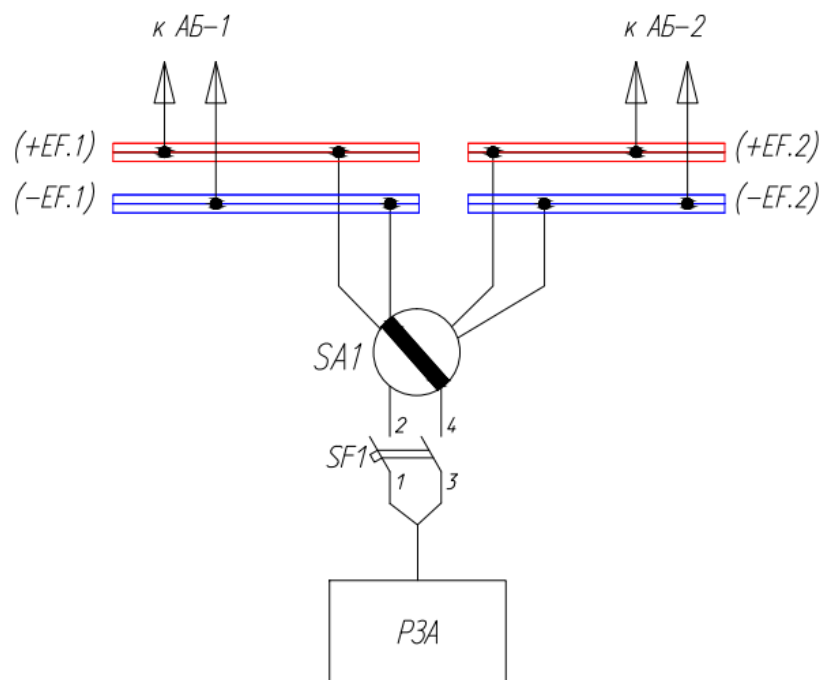 к АБ-1
к АБ-2
(+EF.1)
(+EF.2)
(-EF.1)
(-EF.2)
SA1
2
4
SF1
1
3
РЗА